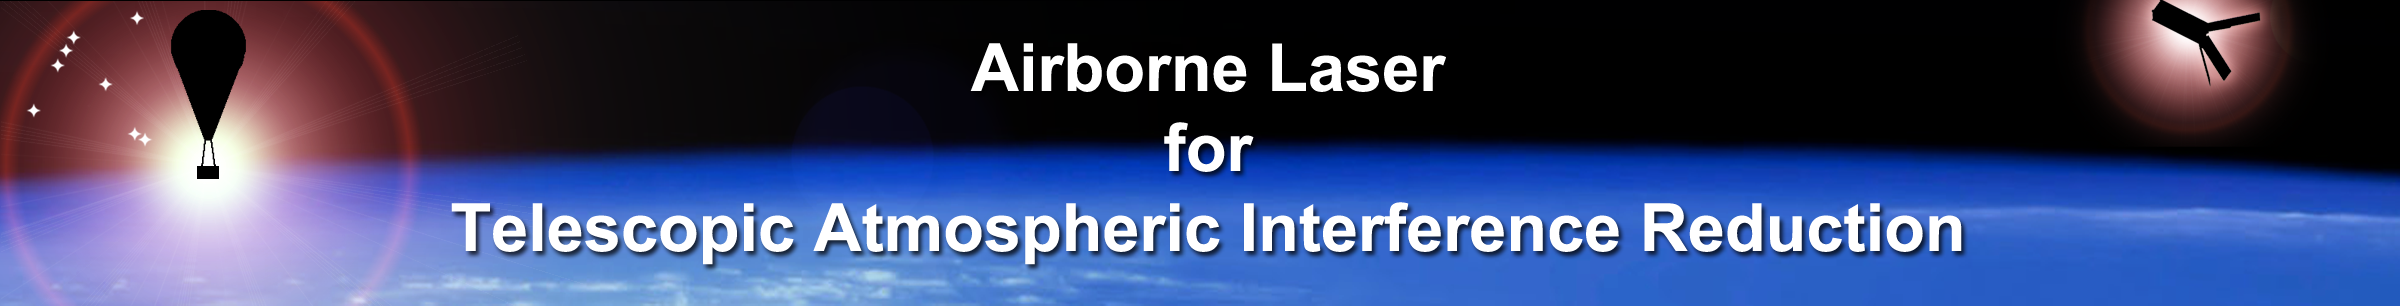 Airborne Laser
for
Telescopic Atmospheric Interference Reduction